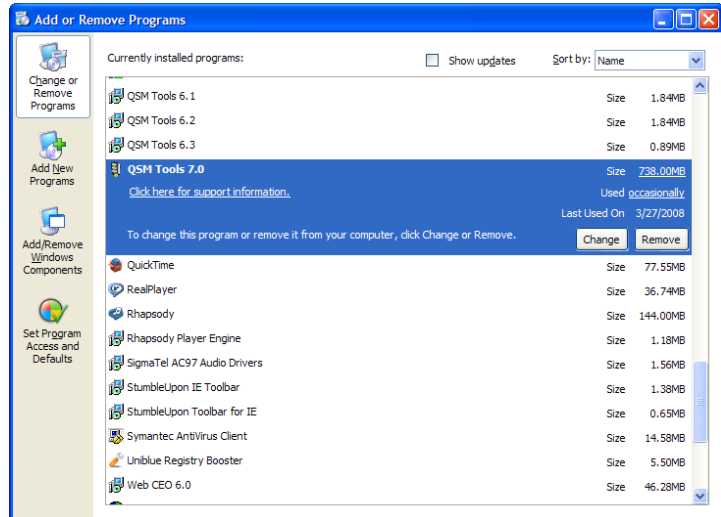 Add or Remove Programs
Change or
Remove
Programs
Add New
Programs
Add/Remove
Windows
Components
Set Program
Access and
Defaults
Currently installed programs: Show updates Sort by: Name
QSM Tools 6.1 Size 1.84MB
QSM Tools 6.2 Size 1.84MB
QSM Tools 6.3 Size 0.89MB
QSM Tools 7.0 Size 738.00MB
Click here for support information. Used occasionally
Last Used On 3/27/2008
To change this program or remove it from your computer, click Change or Remove. Change Remove
QuickTime Size 77.55MB
RealPlayer Size 36.74MB
Rhapsody Size 144.00MB
Rhapsody Player Engine Size 1.18MB
SigmaTel AC97 Audio Drivers Size 1.56MB
StumbleUpon IE Toolbar Size 1.38MB
StumbleUpon Toolbar for IE Size 0.65MB
Symantec AntiVirus Client Size 14.58MB
Uniblue Registry Booster Size 5.50MB
Web CEO 6.0 Size 46.28MB